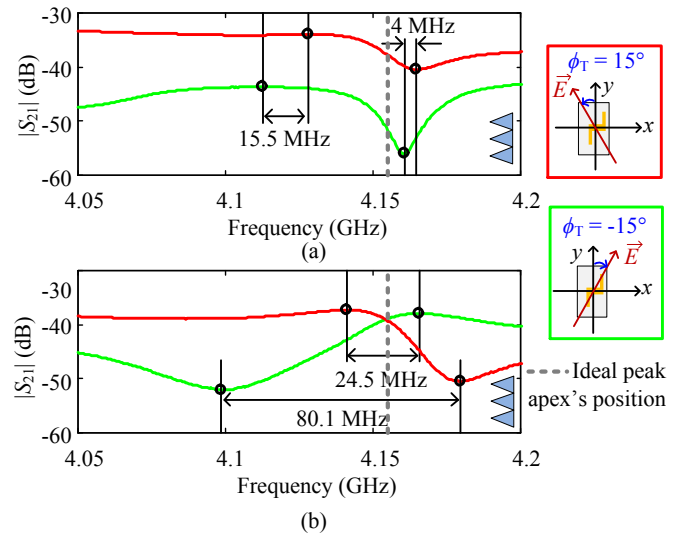 -30
-40
-50
-60
|S₂₁| (dB)
4 MHz
15.5 MHz
4.05
4.1
4.15
4.2
Frequency (GHz)
(a)
ϕT = 15°
E
y
x
ϕT = -15°
y
E
x
-30
-40
-50
-60
|S₂₁| (dB)
24.5 MHz
80.1 MHz
Ideal peak
apex's position
4.05
4.1
4.15
4.2
Frequency (GHz)
(b)